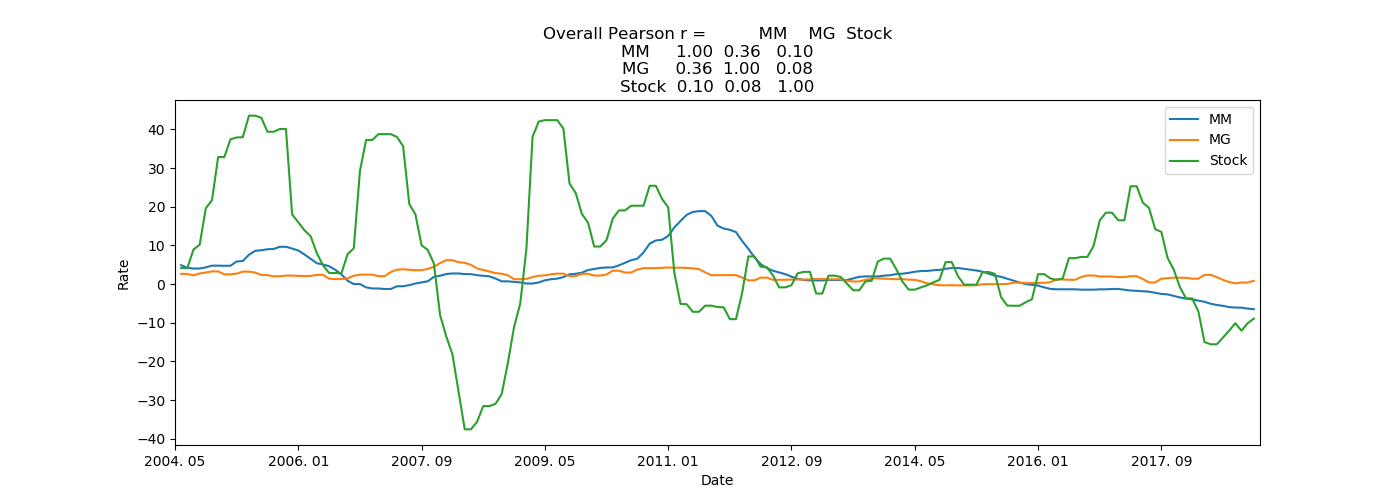 Overall Pearson r = MM MG Stock
MM 1.00 0.36 0.10
MG 0.36 1.00 0.08
Stock 0.10 0.08 1.00
MM
MG
Stock
Rate
40
30
20
10
0
−10
−20
−30
−40
2004. 05 2006. 01 2007. 09 2009. 05 2011. 01 2012. 09 2014. 05 2016. 01 2017. 09
Date